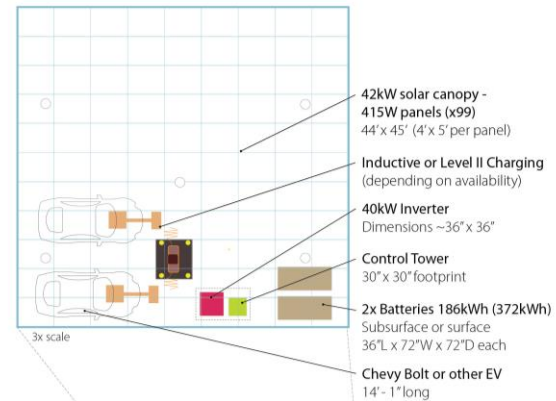 42kW solar canopy -
415W panels (x99)
44' x 45' (4' x 5' per panel)
Inductive or Level II Charging
(depending on availability)
40kW Inverter
Dimensions ~36" x 36"
Control Tower
30" x 30" footprint
2x Batteries 186kWh (372kWh)
Subsurface or surface
36"L x 72"W x 72"D each
3x scale
Chevy Bolt or other EV
14' - 1" long